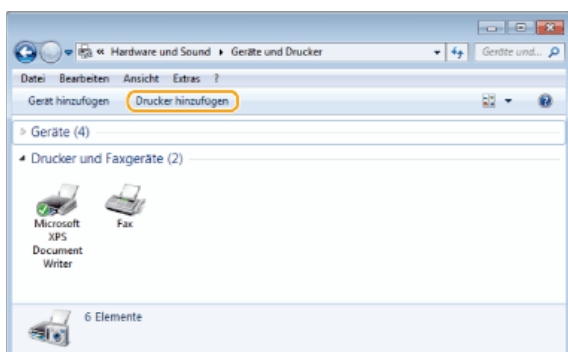 « Hardware und Sound ▸ Geräte und Drucker
Geräte und...
Datei Bearbeiten Ansicht Extras ?
Gerät hinzufügen Drucker hinzufügen
Geräte (4)
Drucker und Faxgeräte (2)
Microsoft XPS Document Writer
Fax
6 Elemente